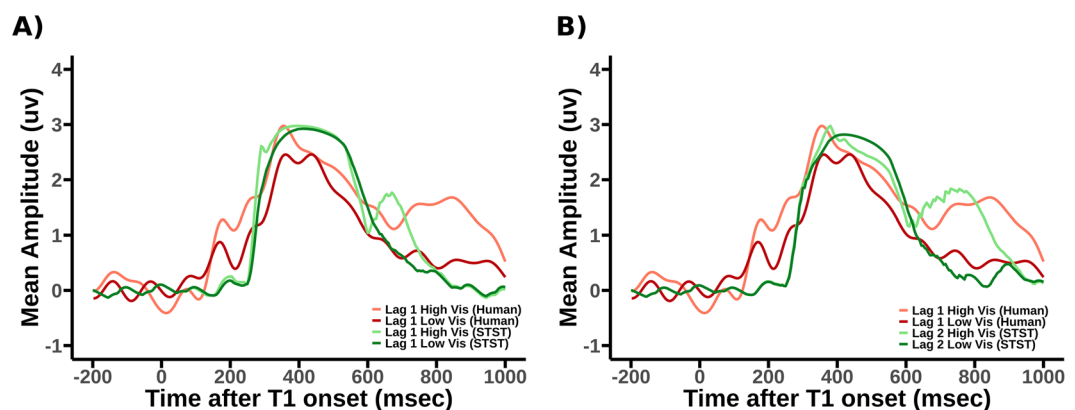 A)
B)
Mean Amplitude (uv)
4
3
2
1
0
-1
-200 0 200 400 600 800 1000
Time after T1 onset (msec)
Lag 1 High Vis (Human)
Lag 1 Low Vis (Human)
Lag 1 High Vis (STST)
Lag 1 Low Vis (STST)
Mean Amplitude (uv)
4
3
2
1
0
-1
-200 0 200 400 600 800 1000
Time after T1 onset (msec)
Lag 1 High Vis (Human)
Lag 1 Low Vis (Human)
Lag 2 High Vis (STST)
Lag 2 Low Vis (STST)